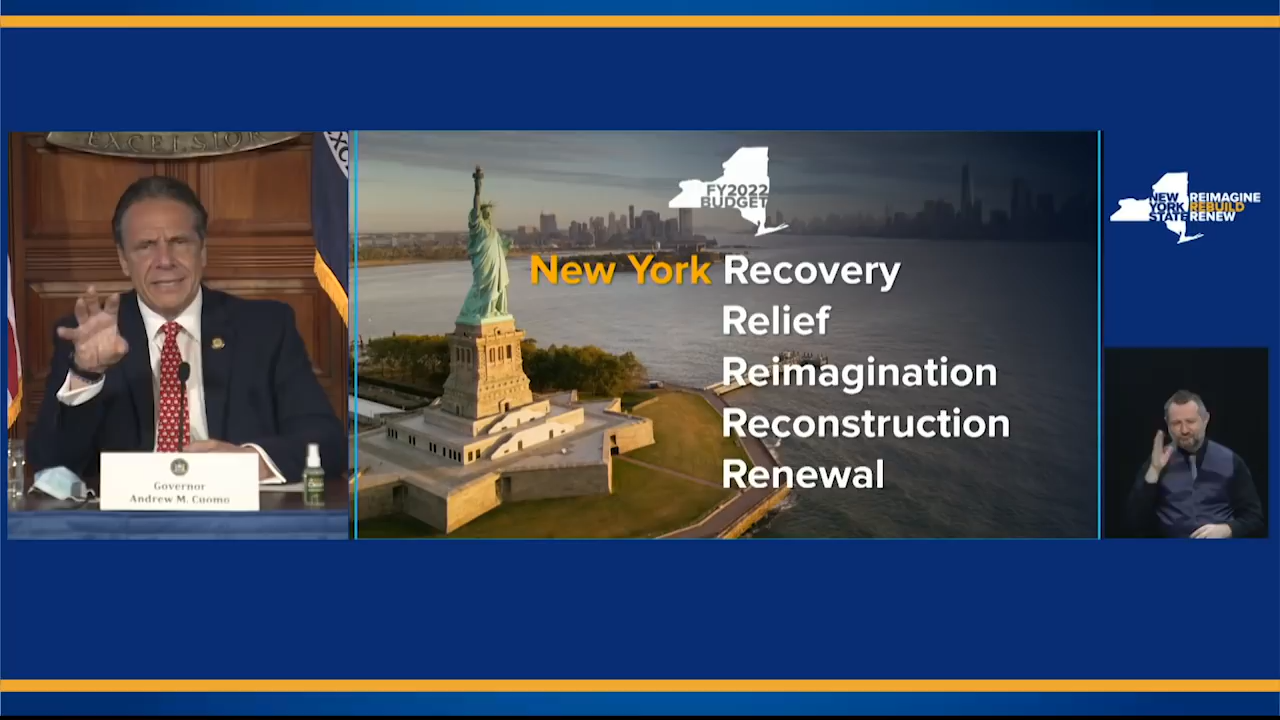 EXCELSIOR
EXC
Governor
Andrew M. Cuomo
FY2022
BUDGET
New York Recovery
Relief
Reimagination
Reconstruction
Renewal
NEW
YORK
STATE
REIMAGINE
REBUILD
RENEW